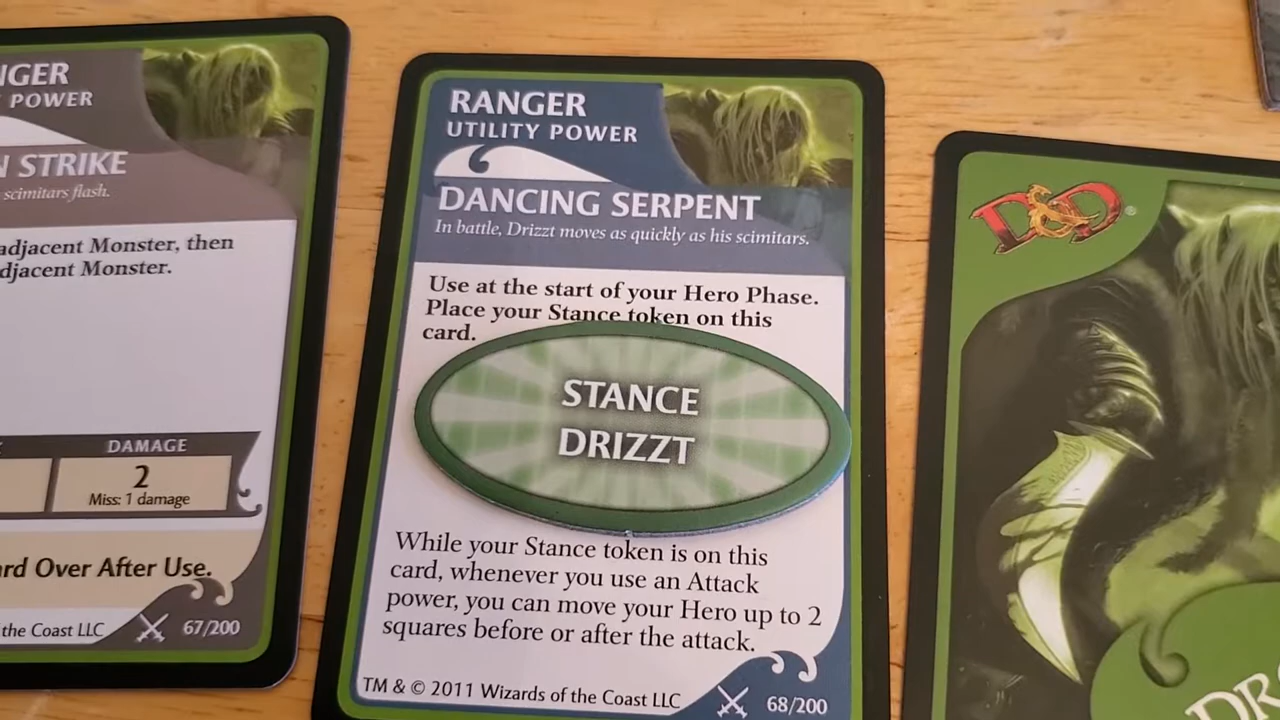 POWER
STRIKE
scimitars flash.
adjacent Monster, then
Monster.
DAMAGE
2
Miss: 1 damage
Over After Use.
the Coast LLC
67/200
RANGER
UTILITY POWER
DANCING SERPENT
In battle, Drizzt moves as quickly as his scimitars.
Use at the start of your Hero Phase.
Place your Stance token on this
card.
STANCE
DRIZZT
While your Stance token is on this
card, whenever you use an Attack
power, you can move your Hero up to 2
squares before or after the attack.
TM & © 2011 Wizards of the Coast LLC
68/200
D&D®